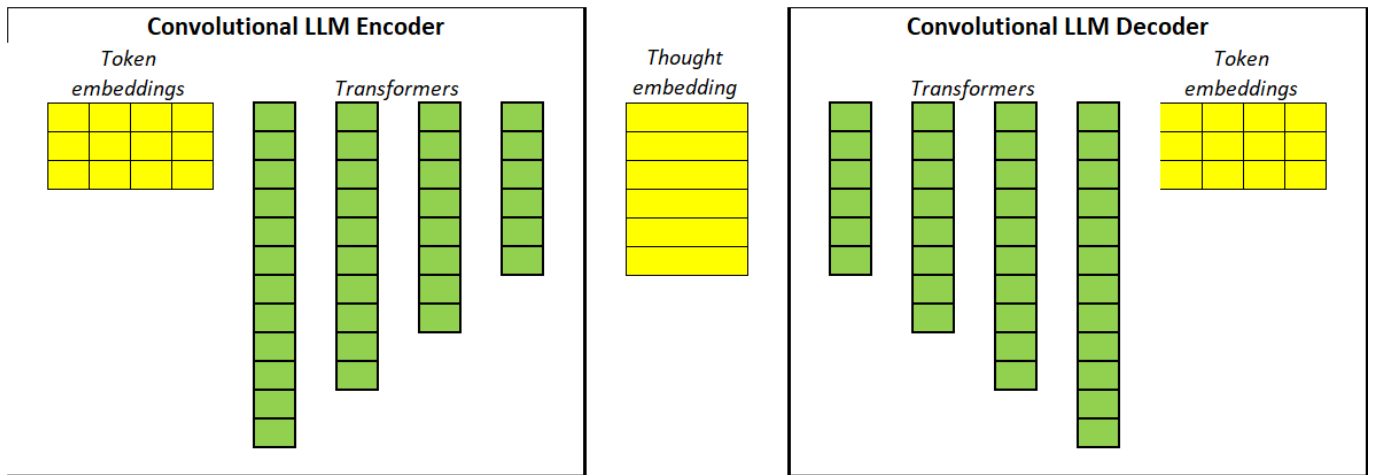 Convolutional LLM Encoder
Token
embeddings
Transformers
Thought
embedding
Convolutional LLM Decoder
Transformers
Token
embeddings